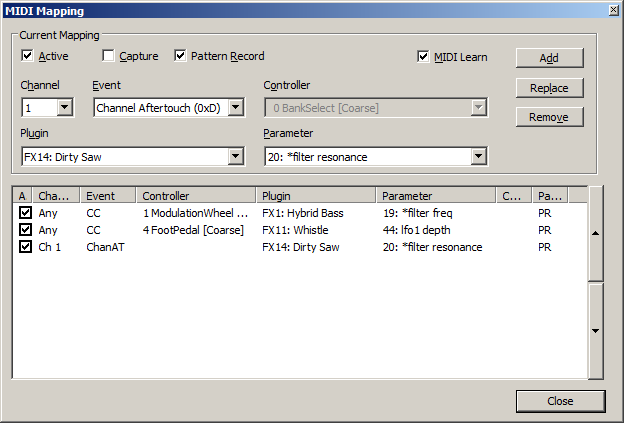 MIDI Mapping
Current Mapping
Active Capture Pattern Record MIDI Learn Add
Channel Event Controller Replace
1 Channel Aftertouch (0xD) 0 BankSelect [Coarse]
Remove
Plugin Parameter
FX14: Dirty Saw 20: *filter resonance
A Cha... Event Controller Plugin Parameter C... Pa...
Any CC 1 ModulationWheel ... FX1: Hybrid Bass 19: *filter freq PR
Any CC 4 FootPedal [Coarse] FX11: Whistle 44: lfo1 depth PR
Ch 1 ChanAT FX14: Dirty Saw 20: *filter resonance PR
Close